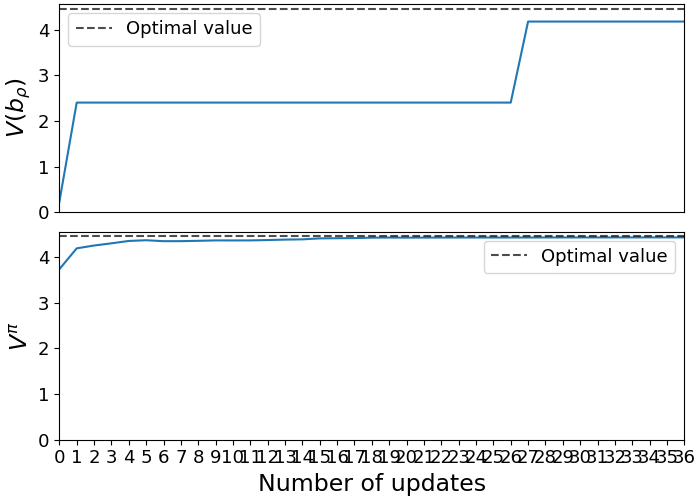 4
3
2
1
0
V(b_ρ)
Optimal value
4
3
2
1
0
V^π
Optimal value
0 1 2 3 4 5 6 7 8 9 10 11 12 13 14 15 16 17 18 19 20 21 22 23 24 25 26 27 28 29 30 31 32 33 34 35 36
Number of updates